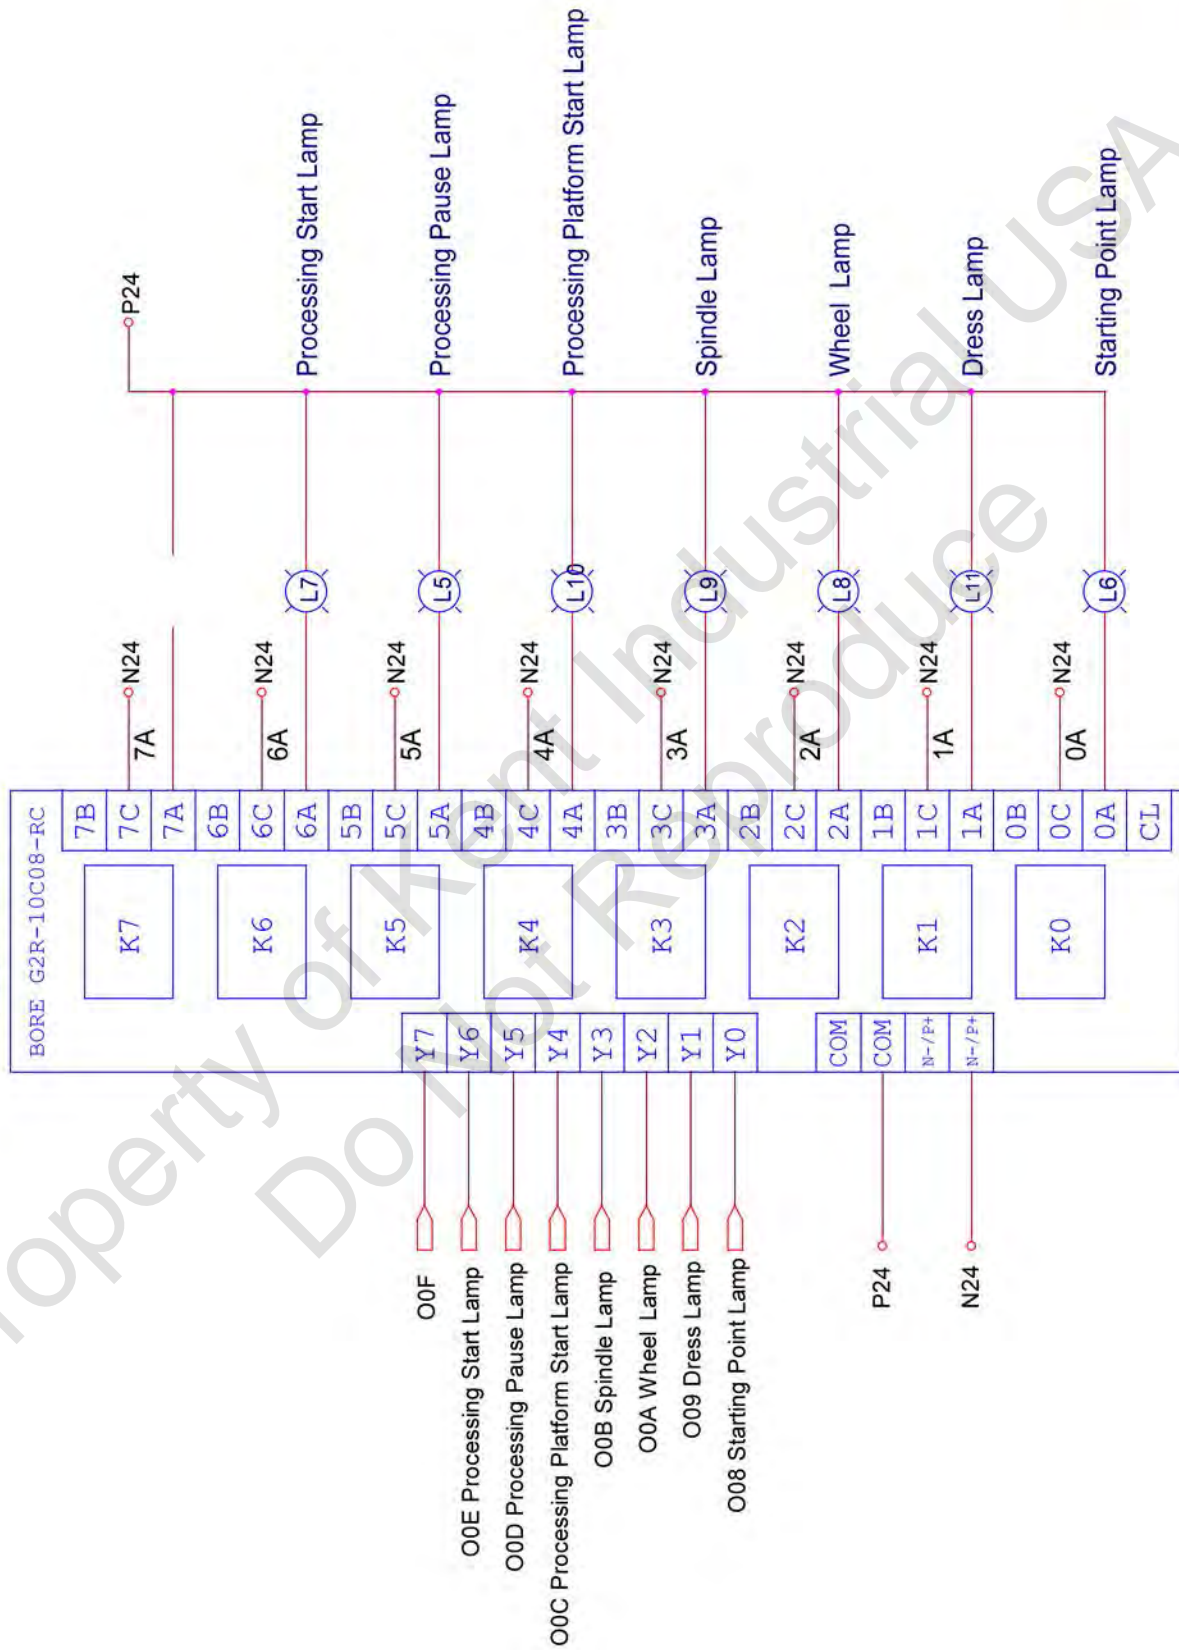 P24
Processing Start Lamp
Processing Pause Lamp
Processing Platform Start Lamp
Spindle Lamp
Wheel Lamp
Dress Lamp
Starting Point Lamp
L7
L5
L10
L9
L8
L11
L6
N24
N24
N24
N24
N24
N24
N24
N24
7A
6A
5A
4A
3A
2A
1A
0A
BORE G2R-10C08-RC
7B
7C
7A
6B
6C
6A
5B
5C
5A
4B
4C
4A
3B
3C
3A
2B
2C
2A
1B
1C
1A
0B
0C
0A
CL
K7
K6
K5
K4
K3
K2
K1
K0
Y7
Y6
Y5
Y4
Y3
Y2
Y1
Y0
COM
COM
N-/P+
N-/P+
O0F
O0E Processing Start Lamp
O0D Processing Pause Lamp
O0C Processing Platform Start Lamp
O0B Spindle Lamp
O0A Wheel Lamp
O09 Dress Lamp
O08 Starting Point Lamp
P24
N24
operty of Kent Industrial USA
Do Not Reproduce